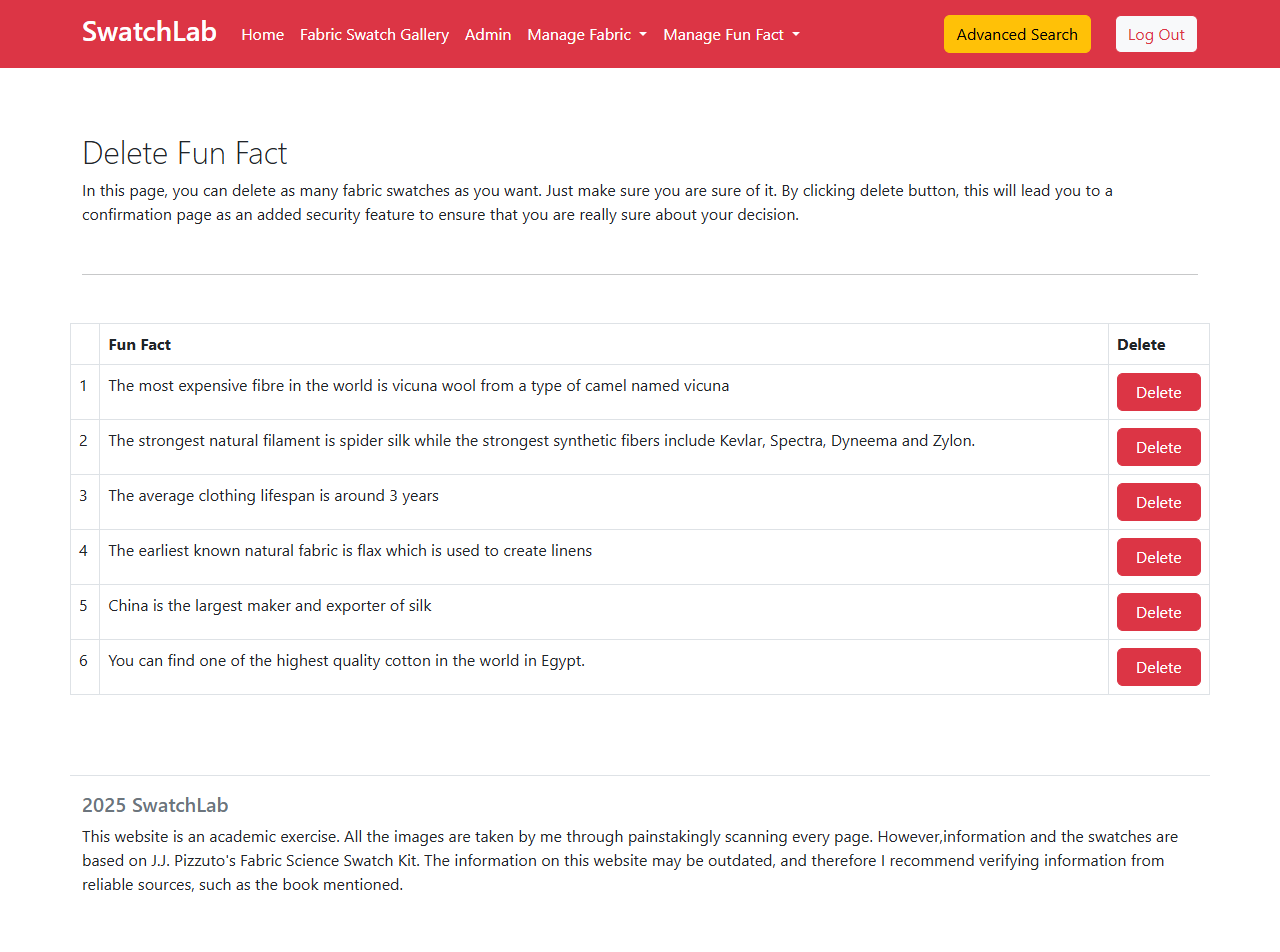 SwatchLab Home Fabric Swatch Gallery Admin Manage Fabric Manage Fun Fact Advanced Search Log Out
Delete Fun Fact
In this page, you can delete as many fabric swatches as you want. Just make sure you are sure of it. By clicking delete button, this will lead you to a
confirmation page as an added security feature to ensure that you are really sure about your decision.
Fun Fact Delete
1 The most expensive fibre in the world is vicuna wool from a type of camel named vicuna Delete
2 The strongest natural filament is spider silk while the strongest synthetic fibers include Kevlar, Spectra, Dyneema and Zylon. Delete
3 The average clothing lifespan is around 3 years Delete
4 The earliest known natural fabric is flax which is used to create linens Delete
5 China is the largest maker and exporter of silk Delete
6 You can find one of the highest quality cotton in the world in Egypt. Delete
2025 SwatchLab
This website is an academic exercise. All the images are taken by me through painstakingly scanning every page. However,information and the swatches are
based on J.J. Pizzuto's Fabric Science Swatch Kit. The information on this website may be outdated, and therefore I recommend verifying information from
reliable sources, such as the book mentioned.